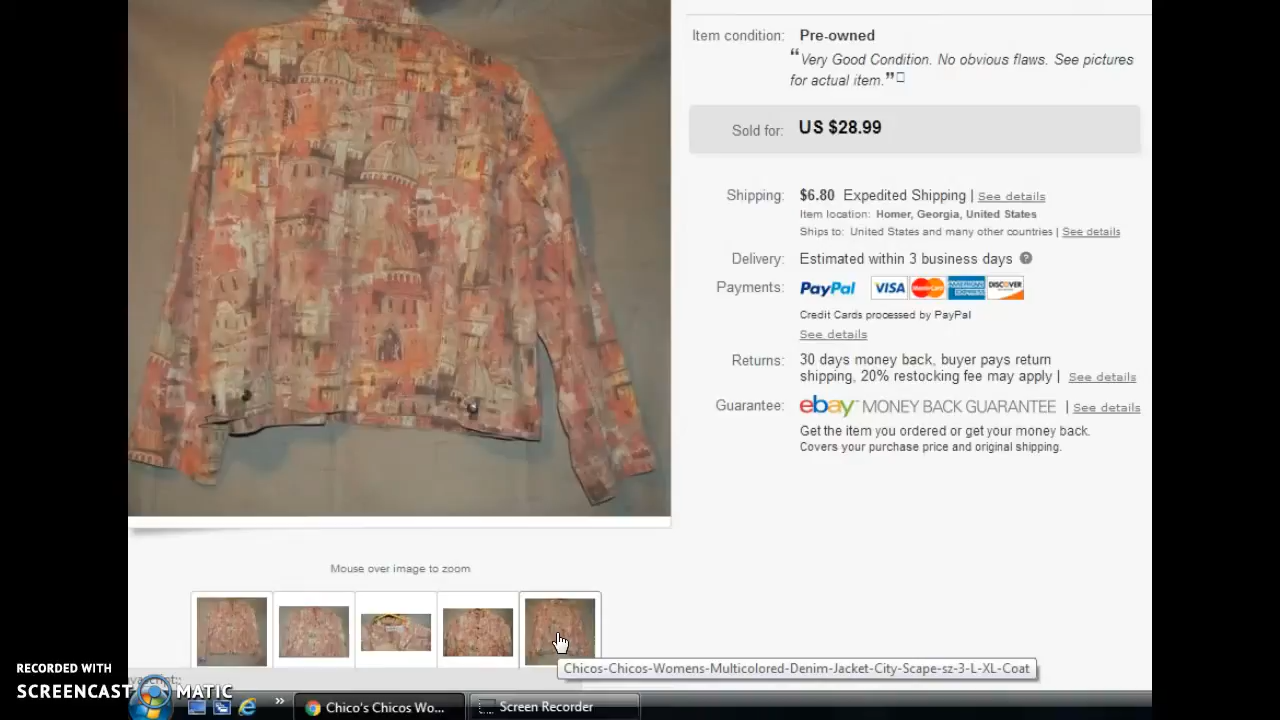 Item condition: Pre-owned
“Very Good Condition. No obvious flaws. See pictures
for actual item.”
Sold for: US $28.99
Shipping: $6.80 Expedited Shipping | See details
Item location: Homer, Georgia, United States
Ships to: United States and many other countries | See details
Delivery: Estimated within 3 business days ?
Payments: PayPal VISA MasterCard AMERICAN EXPRESS DISCOVER
Credit Cards processed by PayPal
See details
Returns: 30 days money back, buyer pays return
shipping, 20% restocking fee may apply | See details
Guarantee: ebay MONEY BACK GUARANTEE | See details
Get the item you ordered or get your money back.
Covers your purchase price and original shipping.
Mouse over image to zoom
Chicos-Chicos-Womens-Multicolored-Denim-Jacket-City-Scape-sz-3-L-XL-Coat
RECORDED WITH
SCREENCAST MATIC
» Chico's Chicos Wo... Screen Recorder